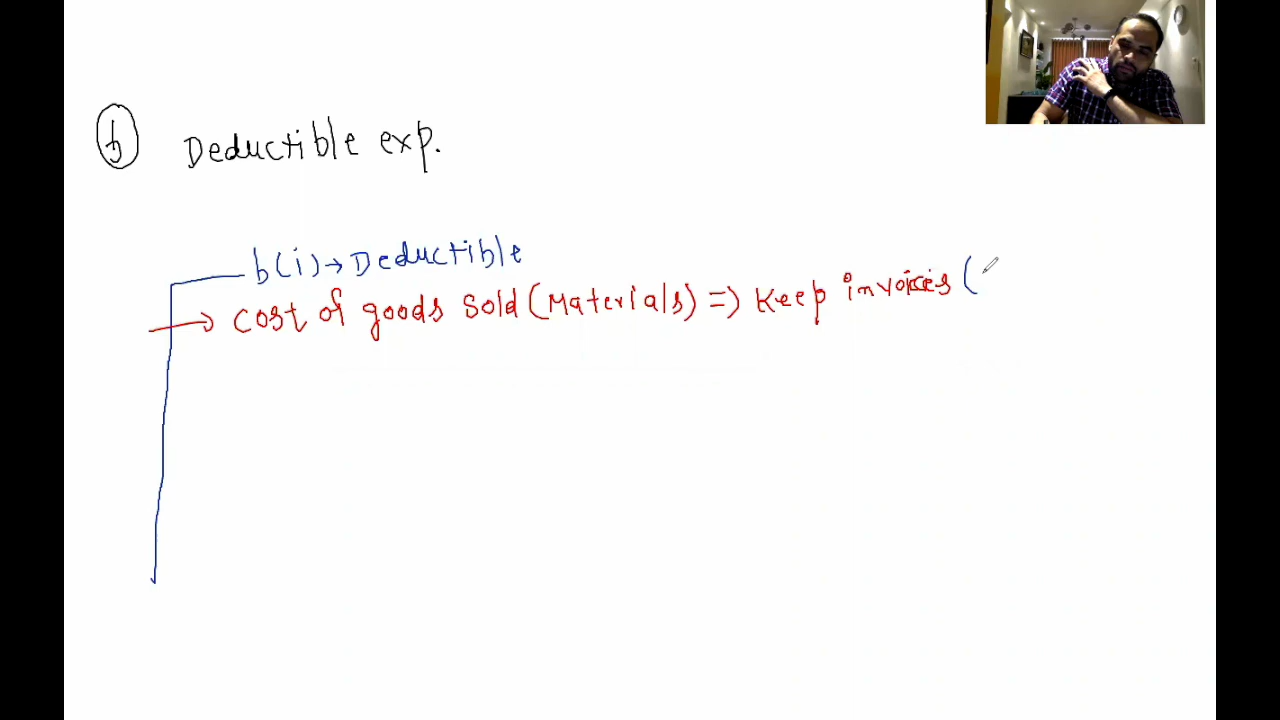 b Deductible exp.
b(i) → Deductible
→ Cost of goods Sold (Materials) => Keep invoices (